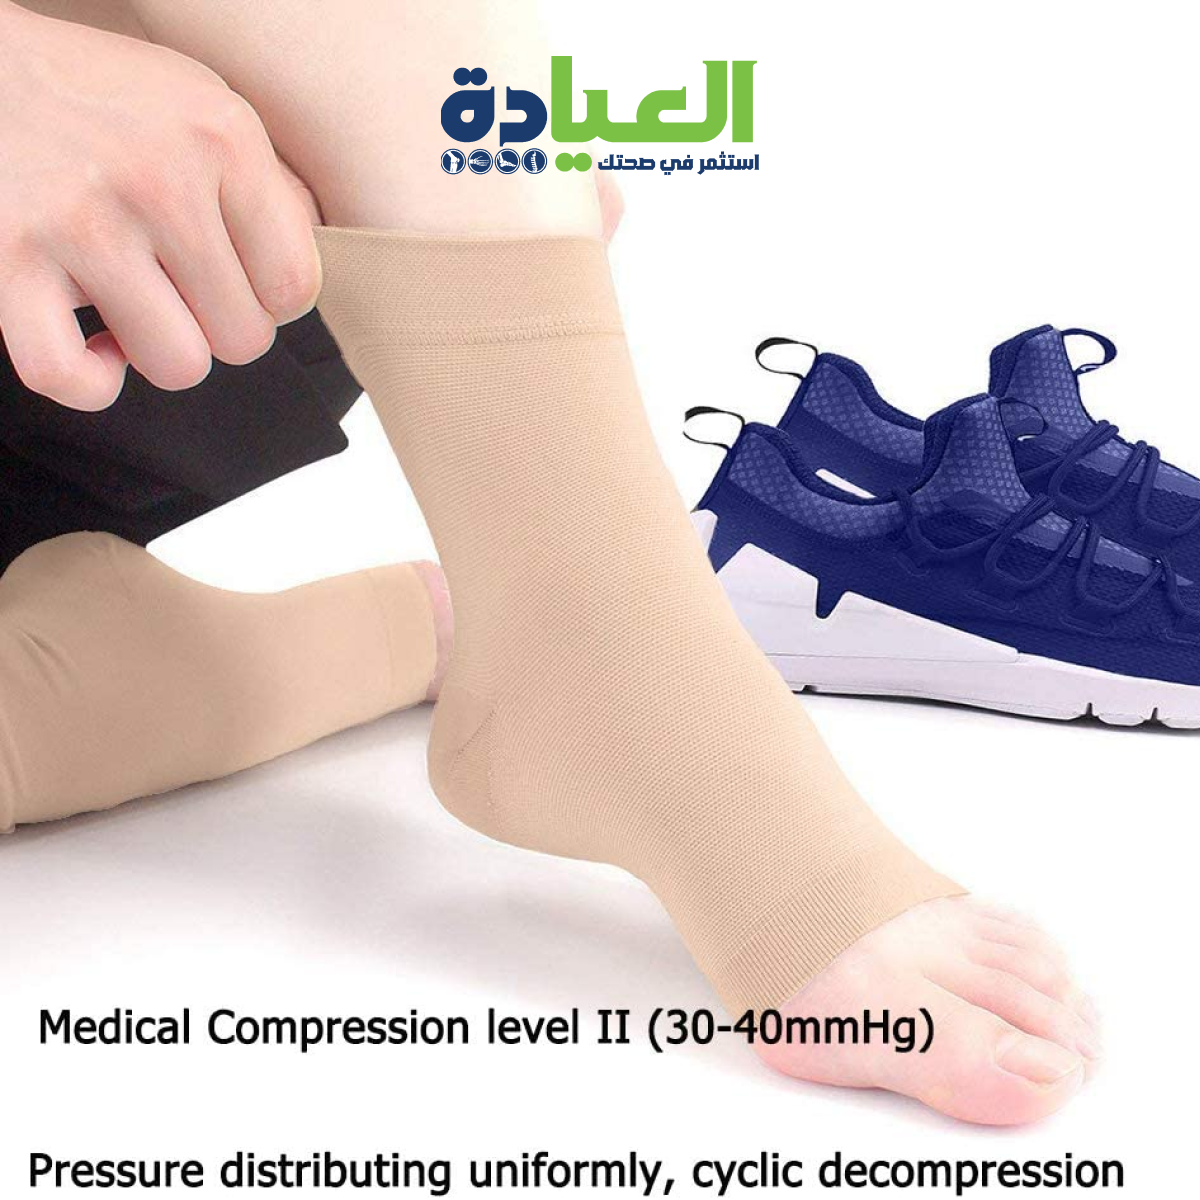 العيادة
استثمر في صحتك
Medical Compression level II (30-40mmHg)
Pressure distributing uniformly, cyclic decompression